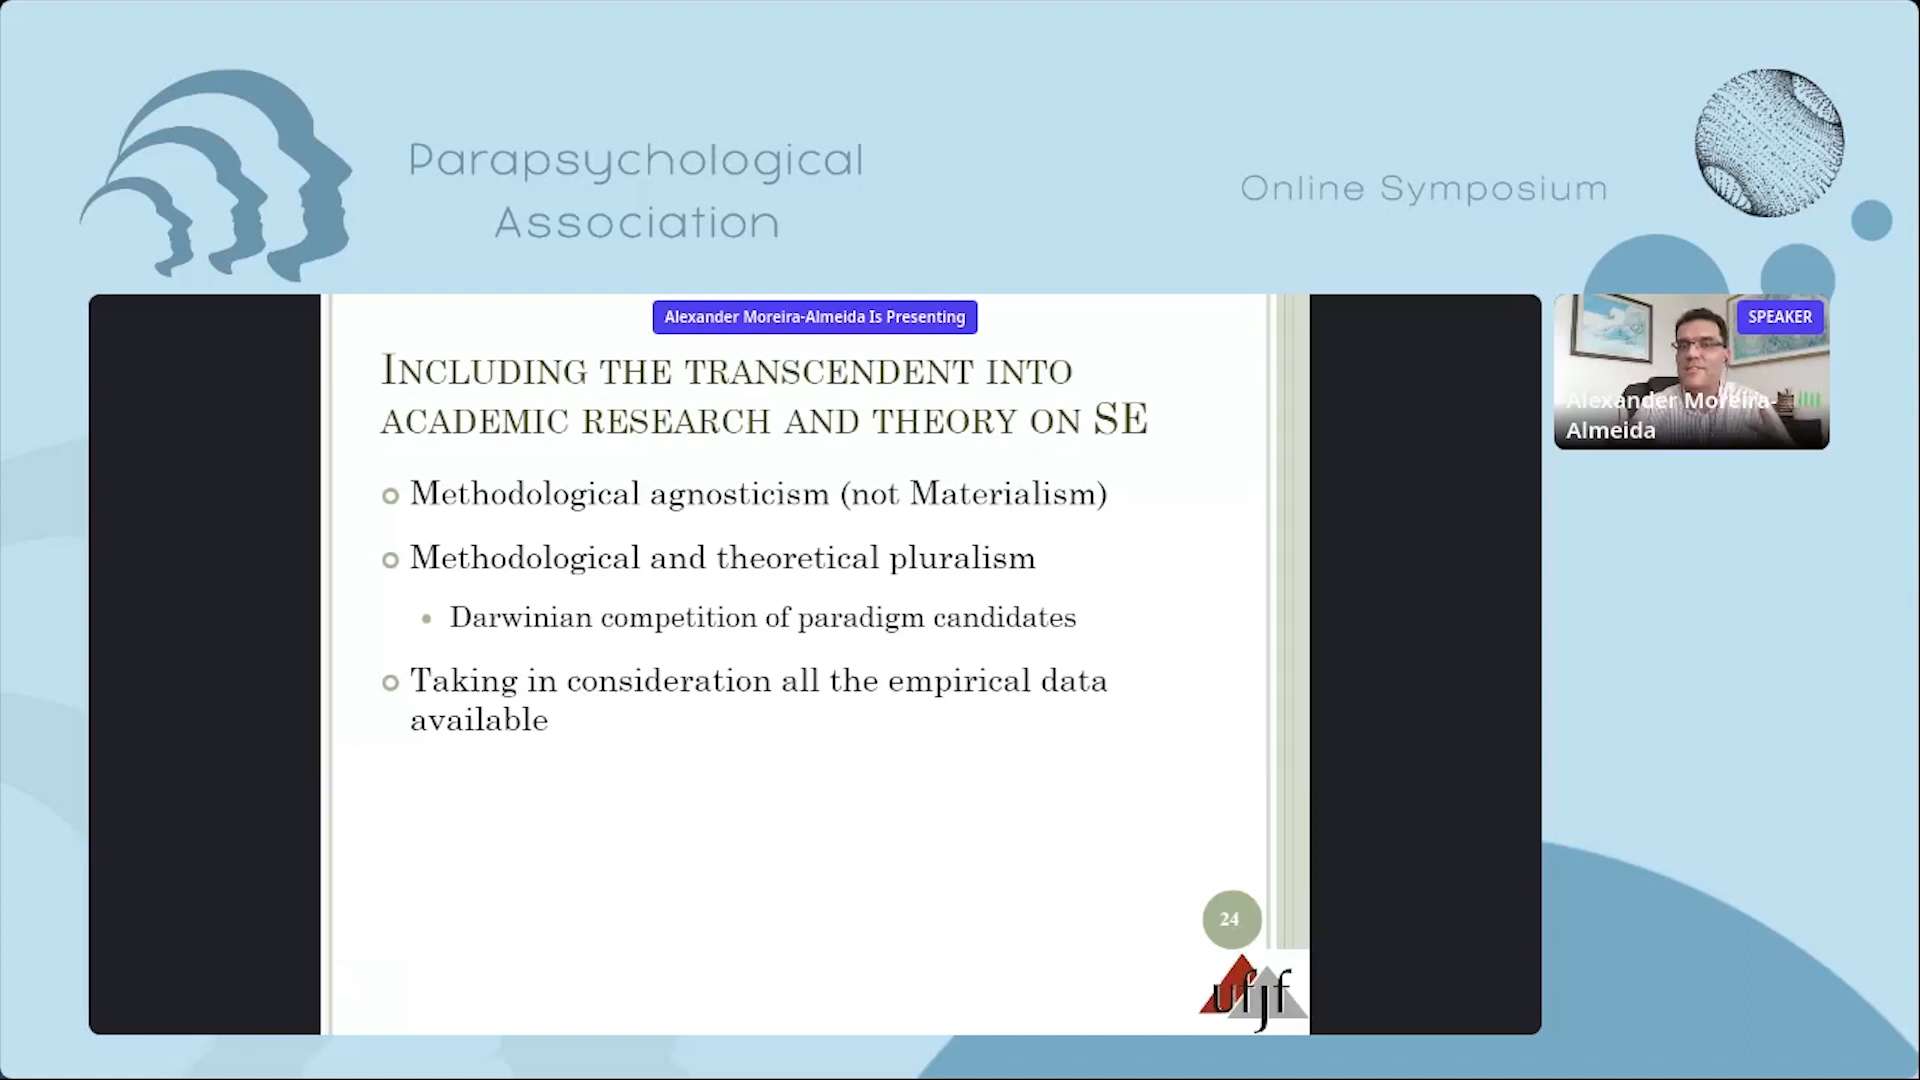 Parapsychological
Association
Online Symposium
Alexander Moreira-Almeida Is Presenting
SPEAKER
Alexander Moreira-
Almeida
INCLUDING THE TRANSCENDENT INTO
ACADEMIC RESEARCH AND THEORY ON SE
Methodological agnosticism (not Materialism)
Methodological and theoretical pluralism
Darwinian competition of paradigm candidates
Taking in consideration all the empirical data
available
24
ufjf